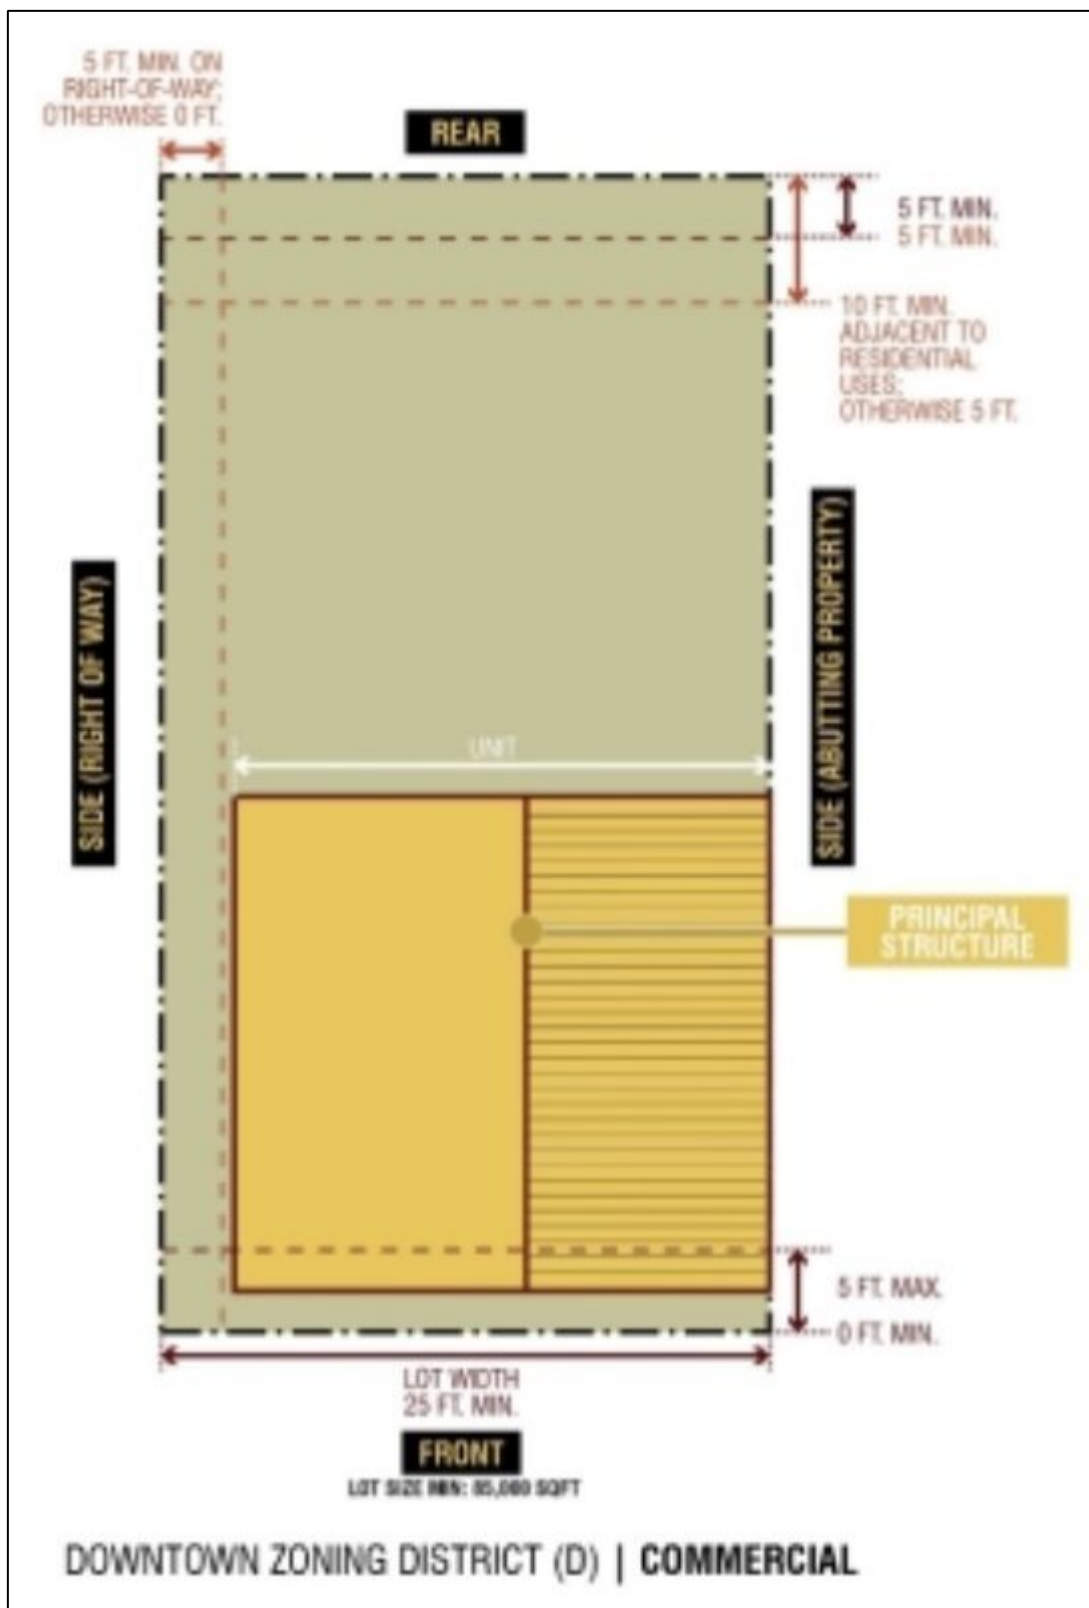 5 FT. MIN. ON
RIGHT-OF-WAY;
OTHERWISE 0 FT.
REAR
5 FT. MIN.
5 FT. MIN.
10 FT. MIN.
ADJACENT TO
RESIDENTIAL
USES;
OTHERWISE 5 FT.
SIDE (RIGHT OF WAY)
SIDE (ABUTTING PROPERTY)
UNIT
PRINCIPAL
STRUCTURE
5 FT. MAX.
0 FT. MIN.
LOT WIDTH
25 FT. MIN.
FRONT
LOT SIZE MIN: SQFT
DOWNTOWN ZONING DISTRICT (D) | COMMERCIAL